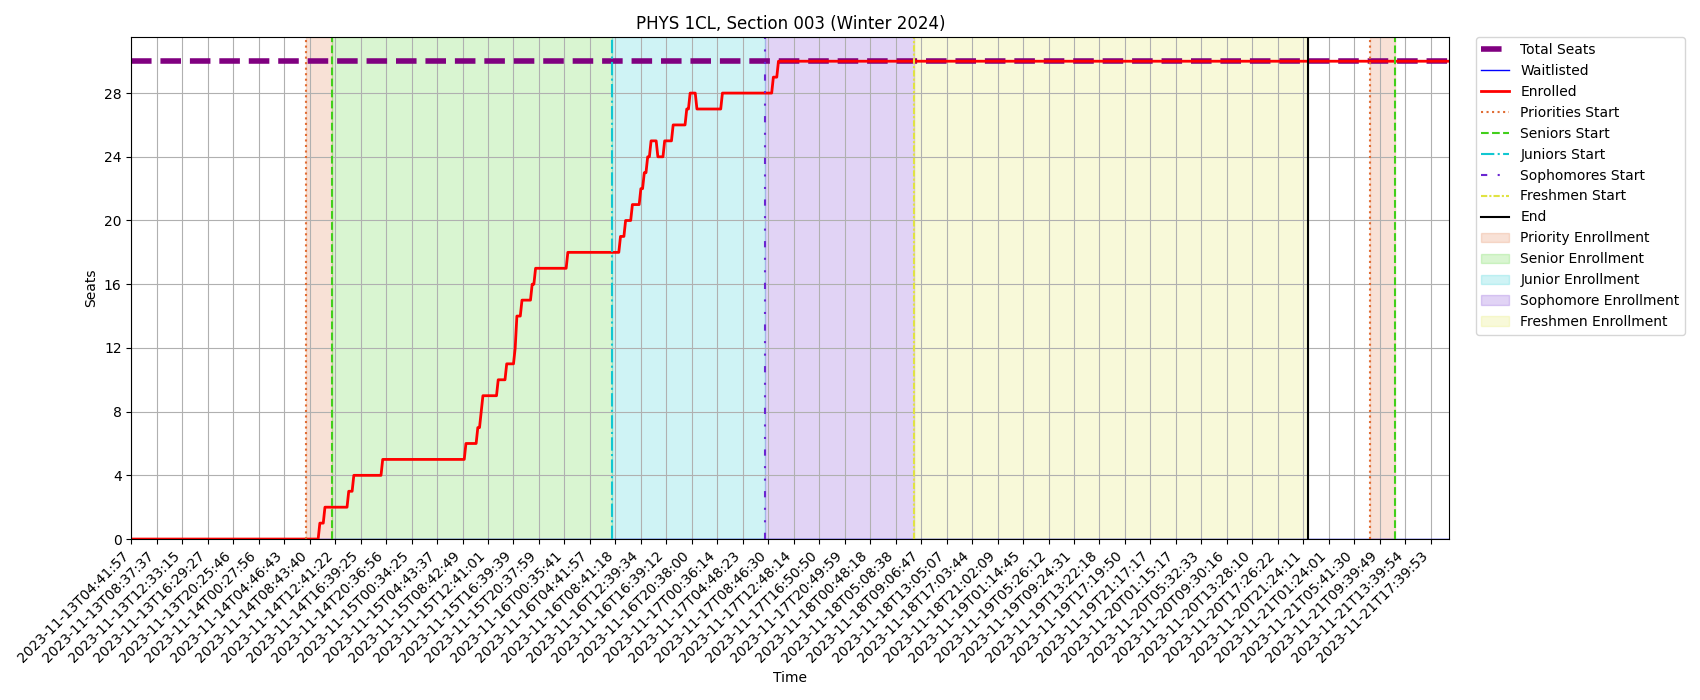 PHYS 1CL, Section 003 (Winter 2024)
Seats
28
24
20
16
12
8
4
0
2023-11-13T04:41:57
2023-11-13T08:37:37
2023-11-13T12:33:15
2023-11-13T16:29:27
2023-11-13T20:25:46
2023-11-14T00:27:56
2023-11-14T04:46:43
2023-11-14T08:43:40
2023-11-14T12:41:22
2023-11-14T16:39:25
2023-11-14T20:36:56
2023-11-15T00:34:25
2023-11-15T04:43:37
2023-11-15T08:42:49
2023-11-15T12:41:01
2023-11-15T16:39:39
2023-11-15T20:37:59
2023-11-16T00:35:41
2023-11-16T04:41:57
2023-11-16T08:41:18
2023-11-16T12:39:34
2023-11-16T16:39:12
2023-11-16T20:38:00
2023-11-17T00:36:14
2023-11-17T04:48:23
2023-11-17T08:46:30
2023-11-17T12:48:14
2023-11-17T16:50:50
2023-11-17T20:49:59
2023-11-18T00:48:18
2023-11-18T05:08:38
2023-11-18T09:06:47
2023-11-18T13:05:07
2023-11-18T17:03:44
2023-11-18T21:02:09
2023-11-19T01:14:45
2023-11-19T05:26:12
2023-11-19T09:24:31
2023-11-19T13:22:18
2023-11-19T17:19:50
2023-11-19T21:17:17
2023-11-20T01:15:17
2023-11-20T05:32:33
2023-11-20T09:30:16
2023-11-20T13:28:10
2023-11-20T17:26:22
2023-11-20T21:24:11
2023-11-21T01:24:01
2023-11-21T05:41:30
2023-11-21T09:39:49
2023-11-21T13:39:54
2023-11-21T17:39:53
Time
Total Seats
Waitlisted
Enrolled
Priorities Start
Seniors Start
Juniors Start
Sophomores Start
Freshmen Start
End
Priority Enrollment
Senior Enrollment
Junior Enrollment
Sophomore Enrollment
Freshmen Enrollment